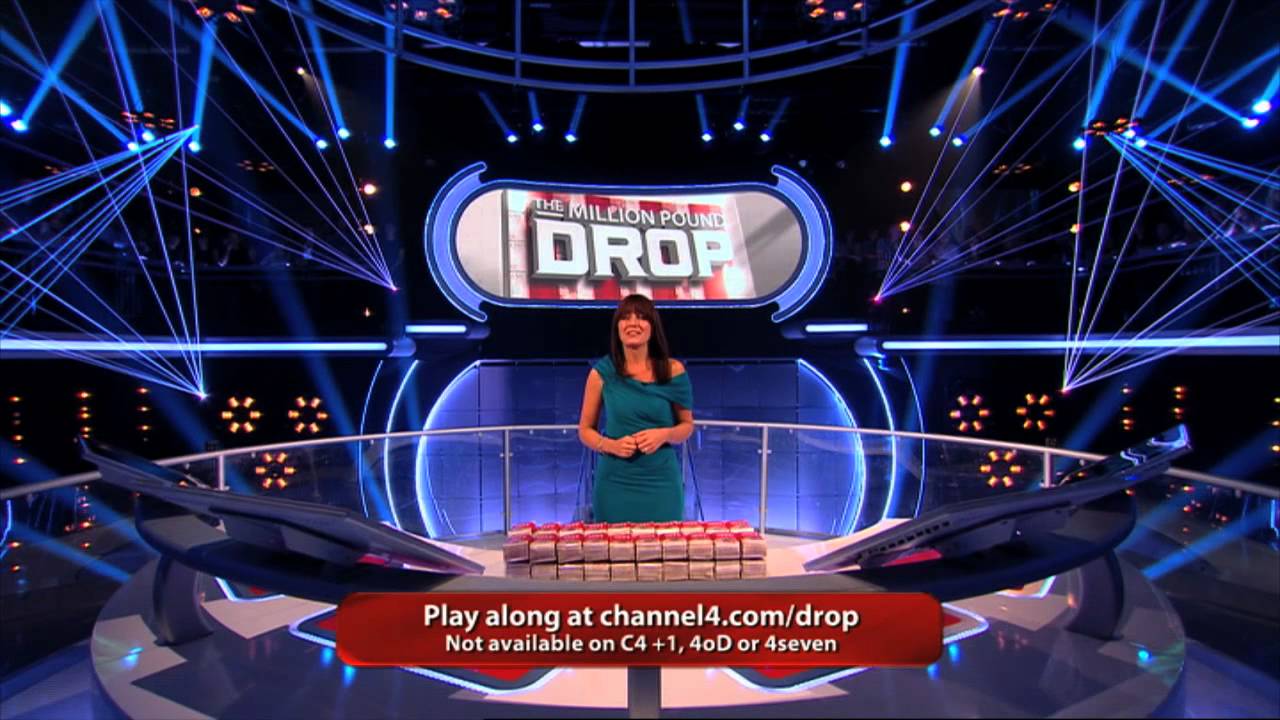 THE MILLION POUND
DROP
Play along at channel4.com/drop
Not available on C4 +1, 4oD or 4seven